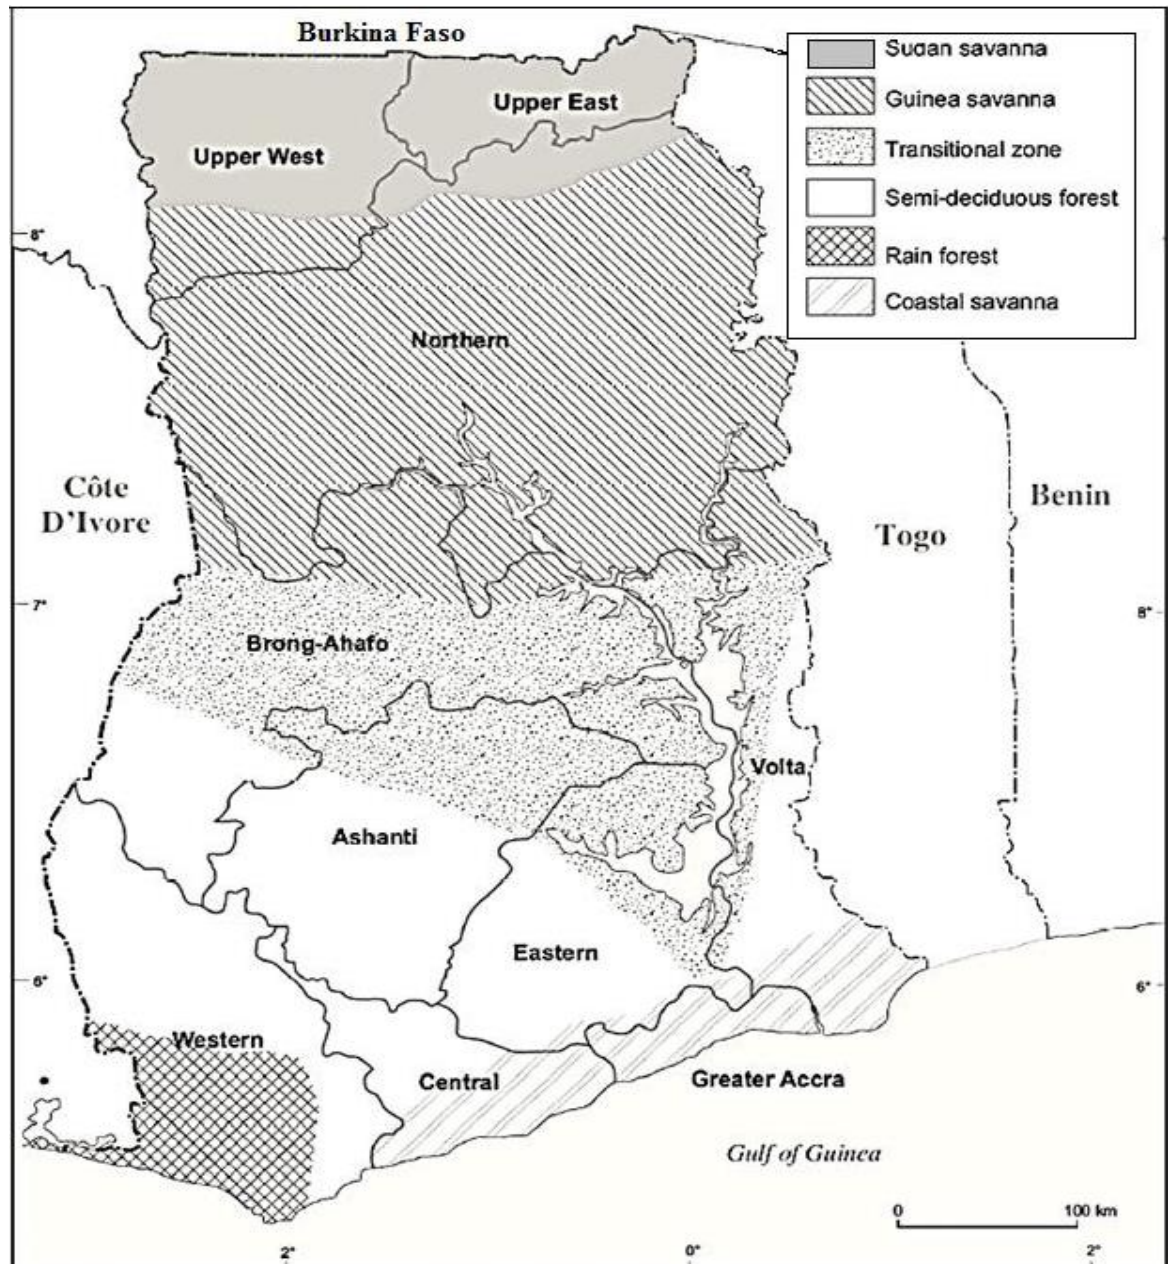 Burkina Faso
Sudan savanna
Guinea savanna
Transitional zone
Semi-deciduous forest
Rain forest
Coastal savanna
Upper East
Upper West
8°
Northern
Côte
D'Ivore
Togo
Benin
7°
8°
Brong-Ahafo
Volta
Ashanti
Eastern
6°
6°
Western
Central
Greater Accra
Gulf of Guinea
0 100 km
2° 0° 2°